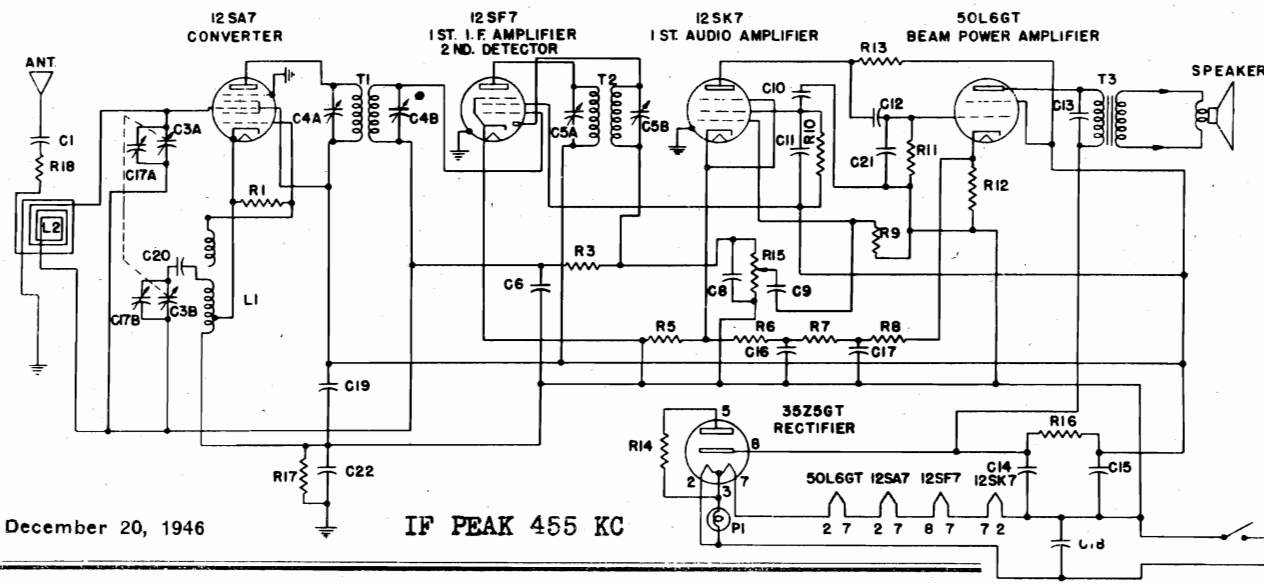 12SA7
CONVERTER
12SF7
1ST. I.F. AMPLIFIER
2ND. DETECTOR
12SK7
1ST. AUDIO AMPLIFIER
50L6GT
BEAM POWER AMPLIFIER
ANT.
SPEAKER
R13
T1
T2
T3
C1
R18
C3A
C17A
C4A
C4B
C5A
C5B
C10
C11
R10
C12
C21
R11
R12
C13
R1
L2
C20
C17B
C3B
L1
R3
C6
C8
R15
C9
R9
R5
R6
C16
R7
C17
R8
C19
R17
C22
35Z5GT
RECTIFIER
R14
5
8
2
3
7
P1
R16
C14
C15
50L6GT 12SA7 12SF7 12SK7
2 7 2 7 8 7 7 2
C18
December 20, 1946
IF PEAK 455 KC